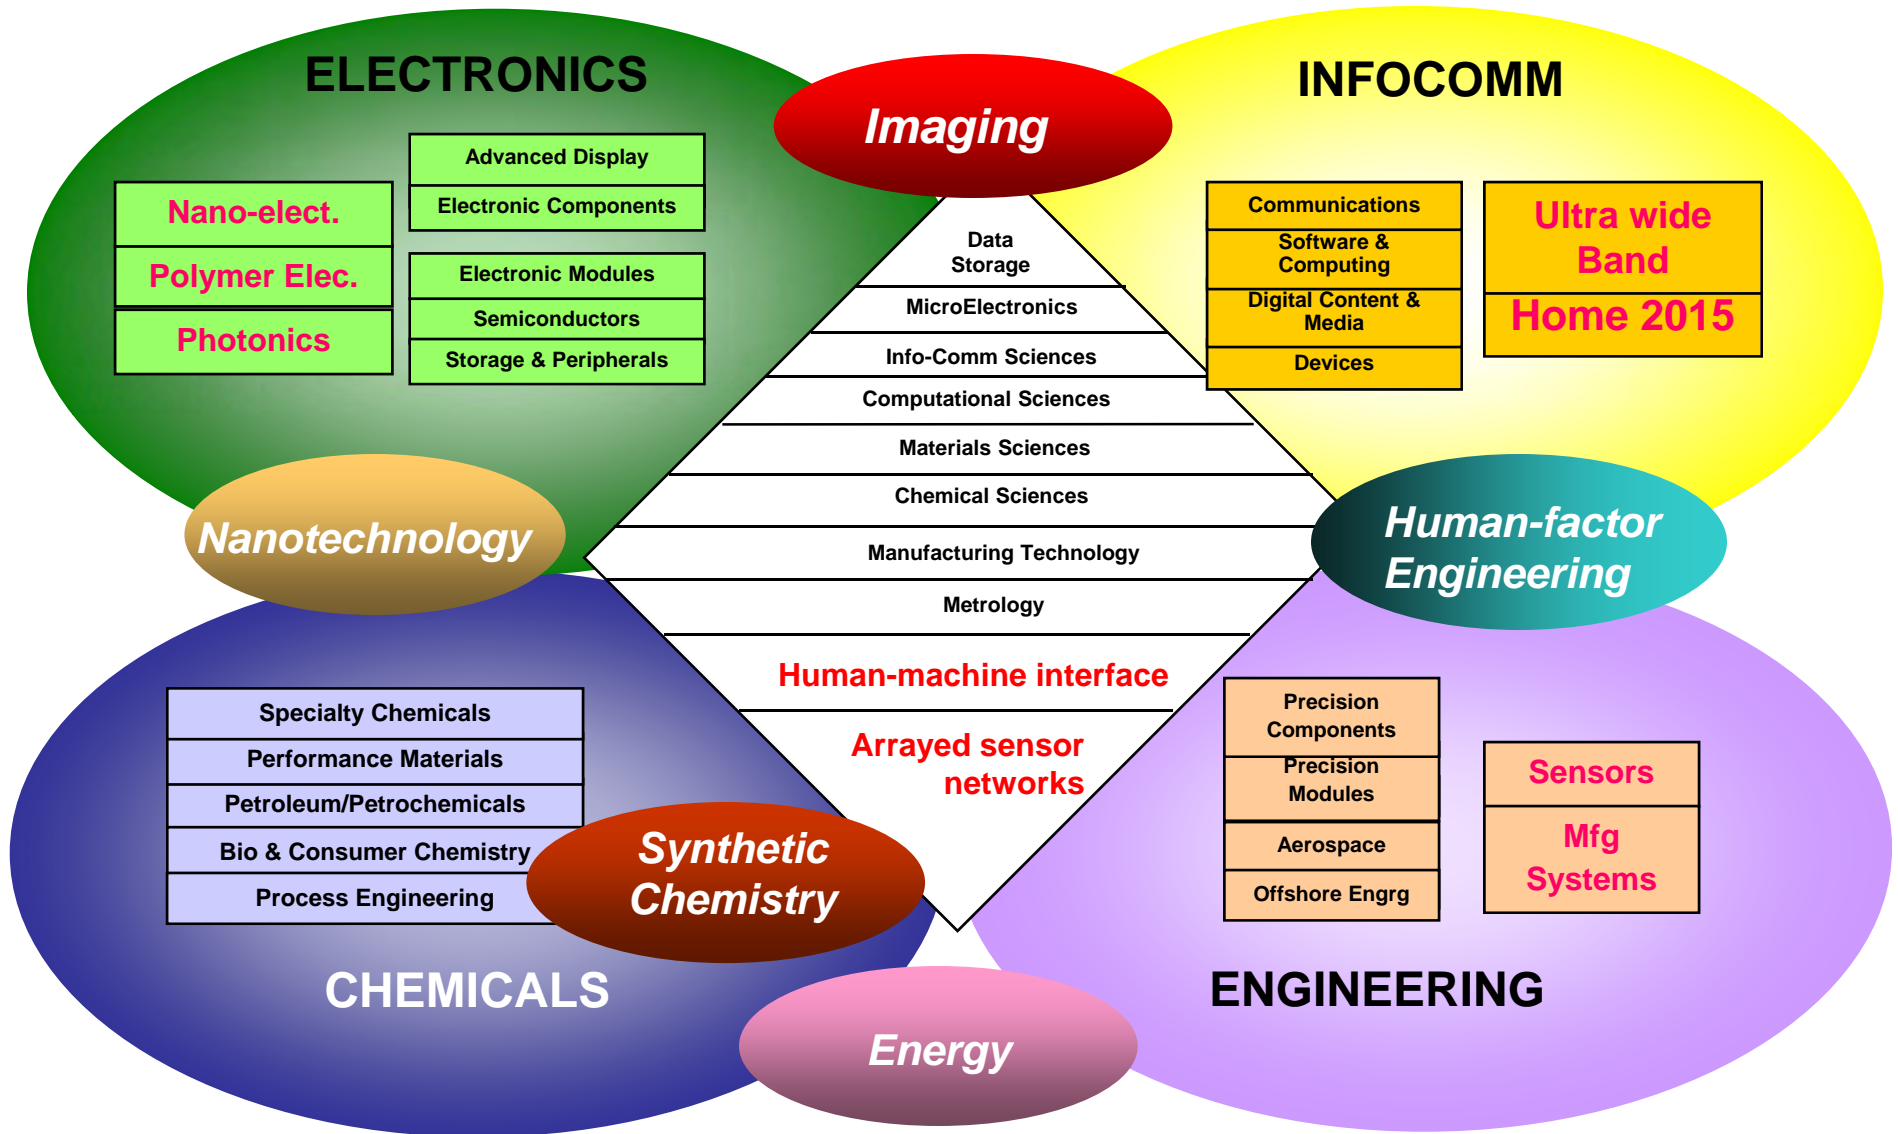 ELECTRONICS
Nano-elect.
Polymer Elec.
Photonics
Advanced Display
Electronic Components
Electronic Modules
Semiconductors
Storage & Peripherals
Imaging
INFOCOMM
Communications
Software &
Computing
Digital Content &
Media
Devices
Ultra wide
Band
Home 2015
Data
Storage
MicroElectronics
Info-Comm Sciences
Computational Sciences
Materials Sciences
Chemical Sciences
Manufacturing Technology
Metrology
Human-machine interface
Arrayed sensor
networks
Nanotechnology
Human-factor
Engineering
Specialty Chemicals
Performance Materials
Petroleum/Petrochemicals
Bio & Consumer Chemistry
Process Engineering
CHEMICALS
Synthetic
Chemistry
Energy
Precision
Components
Precision
Modules
Aerospace
Offshore Engrg
Sensors
Mfg
Systems
ENGINEERING